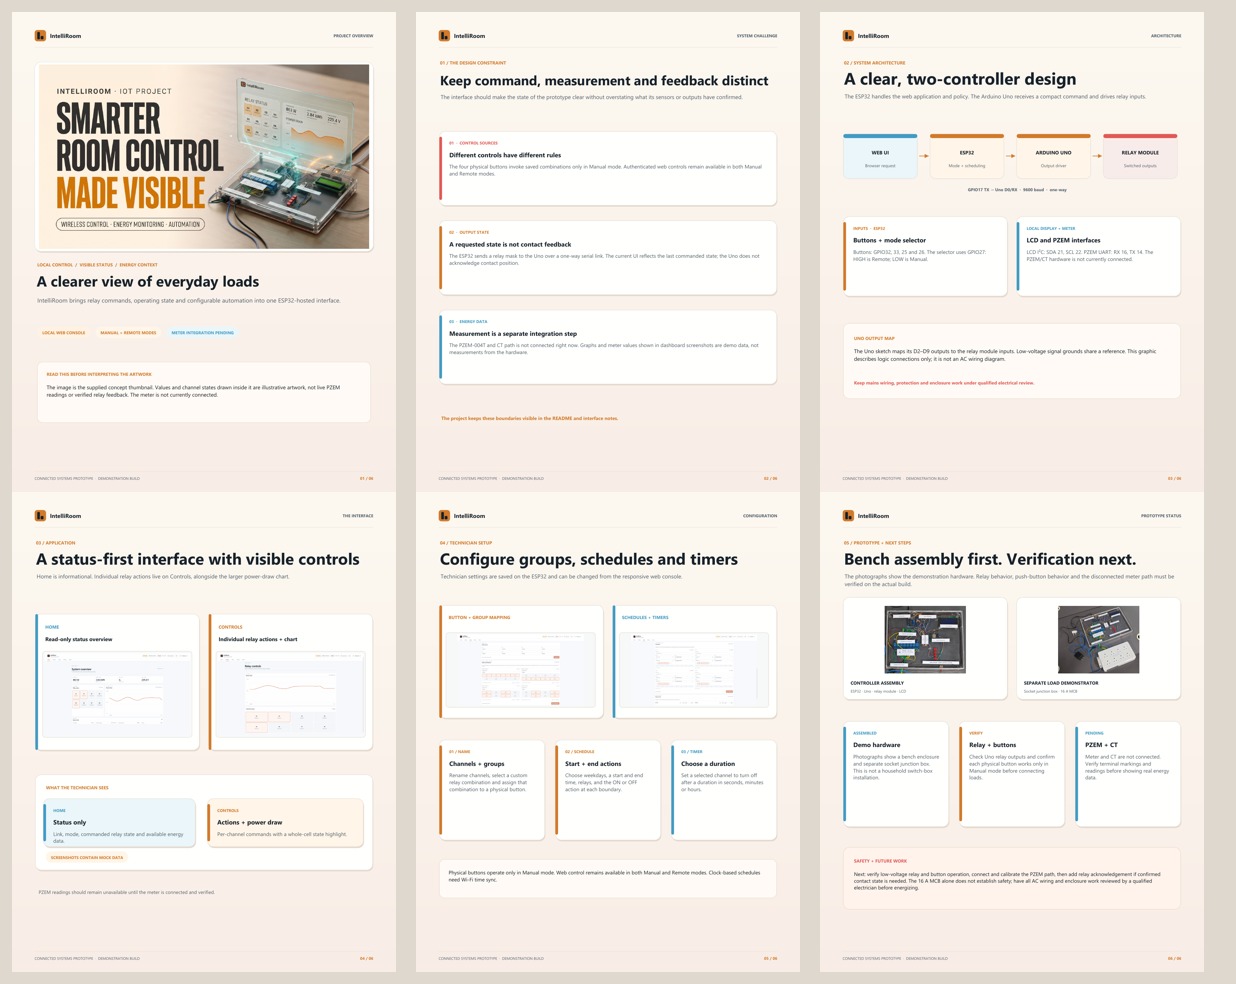 IntelliRoom
PROJECT OVERVIEW
INTELLIROOM · IOT PROJECT
SMARTER
ROOM CONTROL
MADE VISIBLE
WIRELESS CONTROL · ENERGY MONITORING · AUTOMATION
LOCAL CONTROL / VISIBLE STATUS / ENERGY CONTEXT
A clearer view of everyday loads
IntelliRoom brings relay commands, operating state and configurable automation into one ESP32-hosted interface.
LOCAL WEB CONSOLE
MANUAL + REMOTE MODES
METER INTEGRATION PENDING
READ THIS BEFORE INTERPRETING THE ARTWORK
The image is the supplied concept thumbnail. Values and channel states drawn inside it are illustrative artwork, not live PZEM
readings or verified relay feedback. The meter is not currently connected.
CONNECTED SYSTEMS PROTOTYPE · DEMONSTRATION BUILD
01 / 06
IntelliRoom
SYSTEM CHALLENGE
01 / THE DESIGN CONSTRAINT
Keep command, measurement and feedback distinct
The interface should make the state of the prototype clear without overstating what its sensors or outputs have confirmed.
01 · CONTROL SOURCES
Different controls have different rules
The four physical buttons invoke saved combinations only in Manual mode. Authenticated web controls remain available in both Manual
and Remote modes.
02 · OUTPUT STATE
A requested state is not contact feedback
The ESP32 sends a relay mask to the Uno over a one-way serial link. The current UI reflects the last commanded state; the Uno does not
acknowledge contact position.
03 · ENERGY DATA
Measurement is a separate integration step
The PZEM-004T and CT path is not connected right now. Graphs and meter values shown in dashboard screenshots are demo data, not
measurements from the hardware.
The project keeps these boundaries visible in the README and interface notes.
CONNECTED SYSTEMS PROTOTYPE · DEMONSTRATION BUILD
02 / 06
IntelliRoom
ARCHITECTURE
02 / SYSTEM ARCHITECTURE
A clear, two-controller design
The ESP32 handles the web application and policy. The Arduino Uno receives a compact command and drives relay inputs.
WEB UI
Browser request
ESP32
Mode + scheduling
ARDUINO UNO
Output driver
RELAY MODULE
Switched outputs
GPIO17 TX → Uno D0/RX · 9600 baud · one-way
INPUTS · ESP32
Buttons + mode selector
Buttons: GPIO32, 33, 25 and 26. The selector uses GPIO27:
HIGH is Remote; LOW is Manual.
LOCAL DISPLAY + METER
LCD and PZEM interfaces
LCD I²C: SDA 21, SCL 22. PZEM UART: RX 16, TX 14. The
PZEM/CT hardware is not currently connected.
UNO OUTPUT MAP
The Uno sketch maps its D2–D9 outputs to the relay module inputs. Low-voltage signal grounds share a reference. This graphic
describes logic connections only; it is not an AC wiring diagram.
Keep mains wiring, protection and enclosure work under qualified electrical review.
CONNECTED SYSTEMS PROTOTYPE · DEMONSTRATION BUILD
03 / 06
IntelliRoom
THE INTERFACE
03 / APPLICATION
A status-first interface with visible controls
Home is informational. Individual relay actions live on Controls, alongside the larger power-draw chart.
HOME
Read-only status overview
System overview
CONTROLS
Individual relay actions + chart
Relay controls
WHAT THE TECHNICIAN SEES
HOME
Status only
Link, mode, commanded relay state and available energy
data.
CONTROLS
Actions + power draw
Per-channel commands with a whole-cell state highlight.
SCREENSHOTS CONTAIN MOCK DATA
PZEM readings should remain unavailable until the meter is connected and verified.
CONNECTED SYSTEMS PROTOTYPE · DEMONSTRATION BUILD
04 / 06
IntelliRoom
CONFIGURATION
04 / TECHNICIAN SETUP
Configure groups, schedules and timers
Technician settings are saved on the ESP32 and can be changed from the responsive web console.
BUTTON + GROUP MAPPING
SCHEDULES + TIMERS
01 / NAME
Channels + groups
Rename channels, select a custom
relay combination and assign that
combination to a physical button.
02 / SCHEDULE
Start + end actions
Choose weekdays, a start and end
time, relays, and the ON or OFF
action at each boundary.
03 / TIMER
Choose a duration
Set a selected channel to turn off
after a duration in seconds, minutes
or hours.
Physical buttons operate only in Manual mode. Web control remains available in both Manual and Remote modes. Clock-based schedules
need Wi-Fi time sync.
CONNECTED SYSTEMS PROTOTYPE · DEMONSTRATION BUILD
05 / 06
IntelliRoom
PROTOTYPE STATUS
05 / PROTOTYPE + NEXT STEPS
Bench assembly first. Verification next.
The photographs show the demonstration hardware. Relay behavior, push-button behavior and the disconnected meter path must be
verified on the actual build.
CONTROLLER ASSEMBLY
ESP32 · Uno · relay module · LCD
SEPARATE LOAD DEMONSTRATOR
Socket junction box · 16 A MCB
ASSEMBLED
Demo hardware
Photographs show a bench enclosure
and separate socket junction box.
This is not a household switch-box
installation.
VERIFY
Relay + buttons
Check Uno relay outputs and confirm
each physical button works only in
Manual mode before connecting
loads.
PENDING
PZEM + CT
Meter and CT are not connected.
Verify terminal markings and
readings before showing real energy
data.
SAFETY + FUTURE WORK
Next: verify low-voltage relay and button operation, connect and calibrate the PZEM path, then add relay acknowledgement if confirmed
contact state is needed. The 16 A MCB alone does not establish safety; have all AC wiring and enclosure work reviewed by a qualified
electrician before energizing.
CONNECTED SYSTEMS PROTOTYPE · DEMONSTRATION BUILD
06 / 06